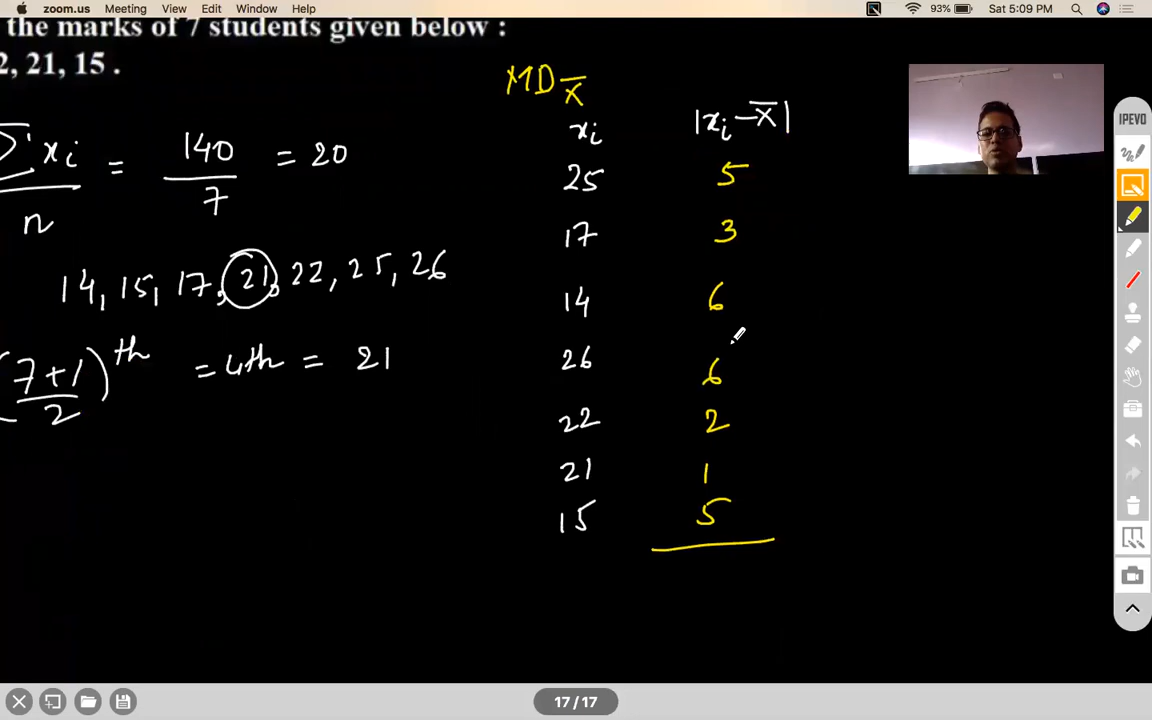 zoom.us Meeting View Edit Window Help 93% Sat 5:09 PM
the marks of 7 students given below :
2, 21, 15 .
MD x̄
IPEVO
xi |xi – x̄|
Σxi / n = 140 / 7 = 20
25 5
17 3
14, 15, 17, 21, 22, 25, 26
14 6
(7+1 / 2)th = 4th = 21
26 6
22 2
21 1
15 5
17 / 17